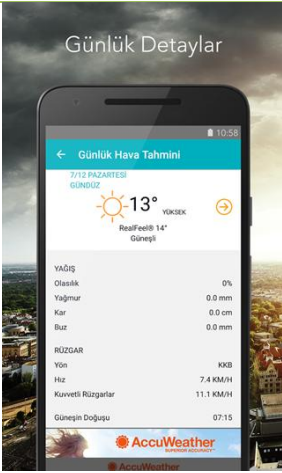 Günlük Detaylar
10:58
Günlük Hava Tahmini
7/12 PAZARTESİ
GÜNDÜZ
13° YÜKSEK
RealFeel® 14°
Güneşli
YAĞIŞ
Olasılık 0%
Yağmur 0.0 mm
Kar 0.0 cm
Buz 0.0 mm
RÜZGAR
Yön KKB
Hız 7.4 KM/H
Kuvvetli Rüzgarlar 11.1 KM/H
Güneşin Doğuşu 07:15
AccuWeather
SUPERIOR ACCURACY™
AccuWeather